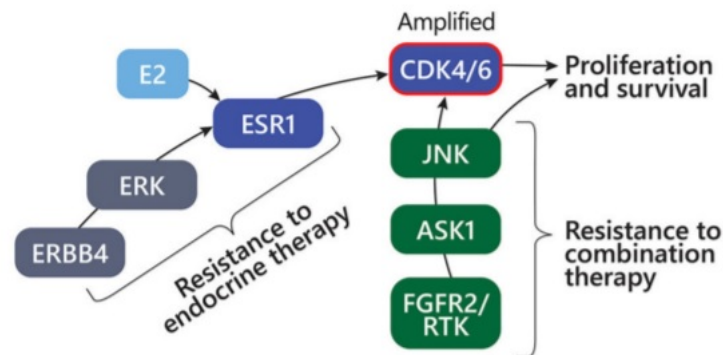 Amplified
E2
CDK4/6
Proliferation
and survival
ESR1
JNK
ERK
ASK1
ERBB4
Resistance to
endocrine therapy
Resistance to
combination
therapy
FGFR2/
RTK